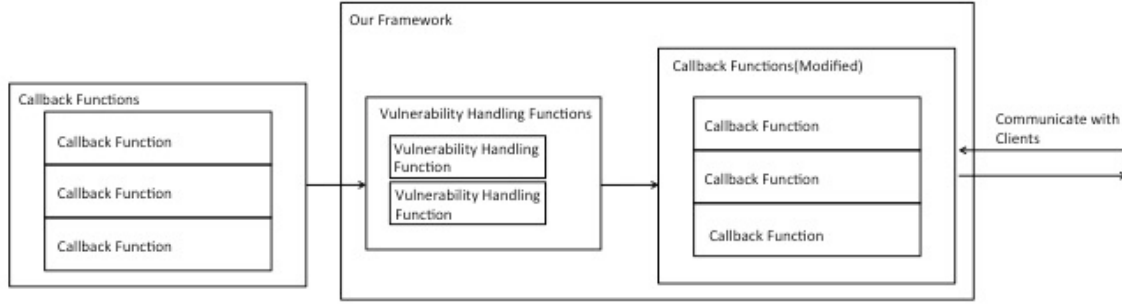 Our Framework
Callback Functions
Callback Function
Callback Function
Callback Function
Vulnerability Handling Functions
Vulnerability Handling
Function
Vulnerability Handling
Function
Callback Functions(Modified)
Callback Function
Callback Function
Callback Function
Communicate with
Clients